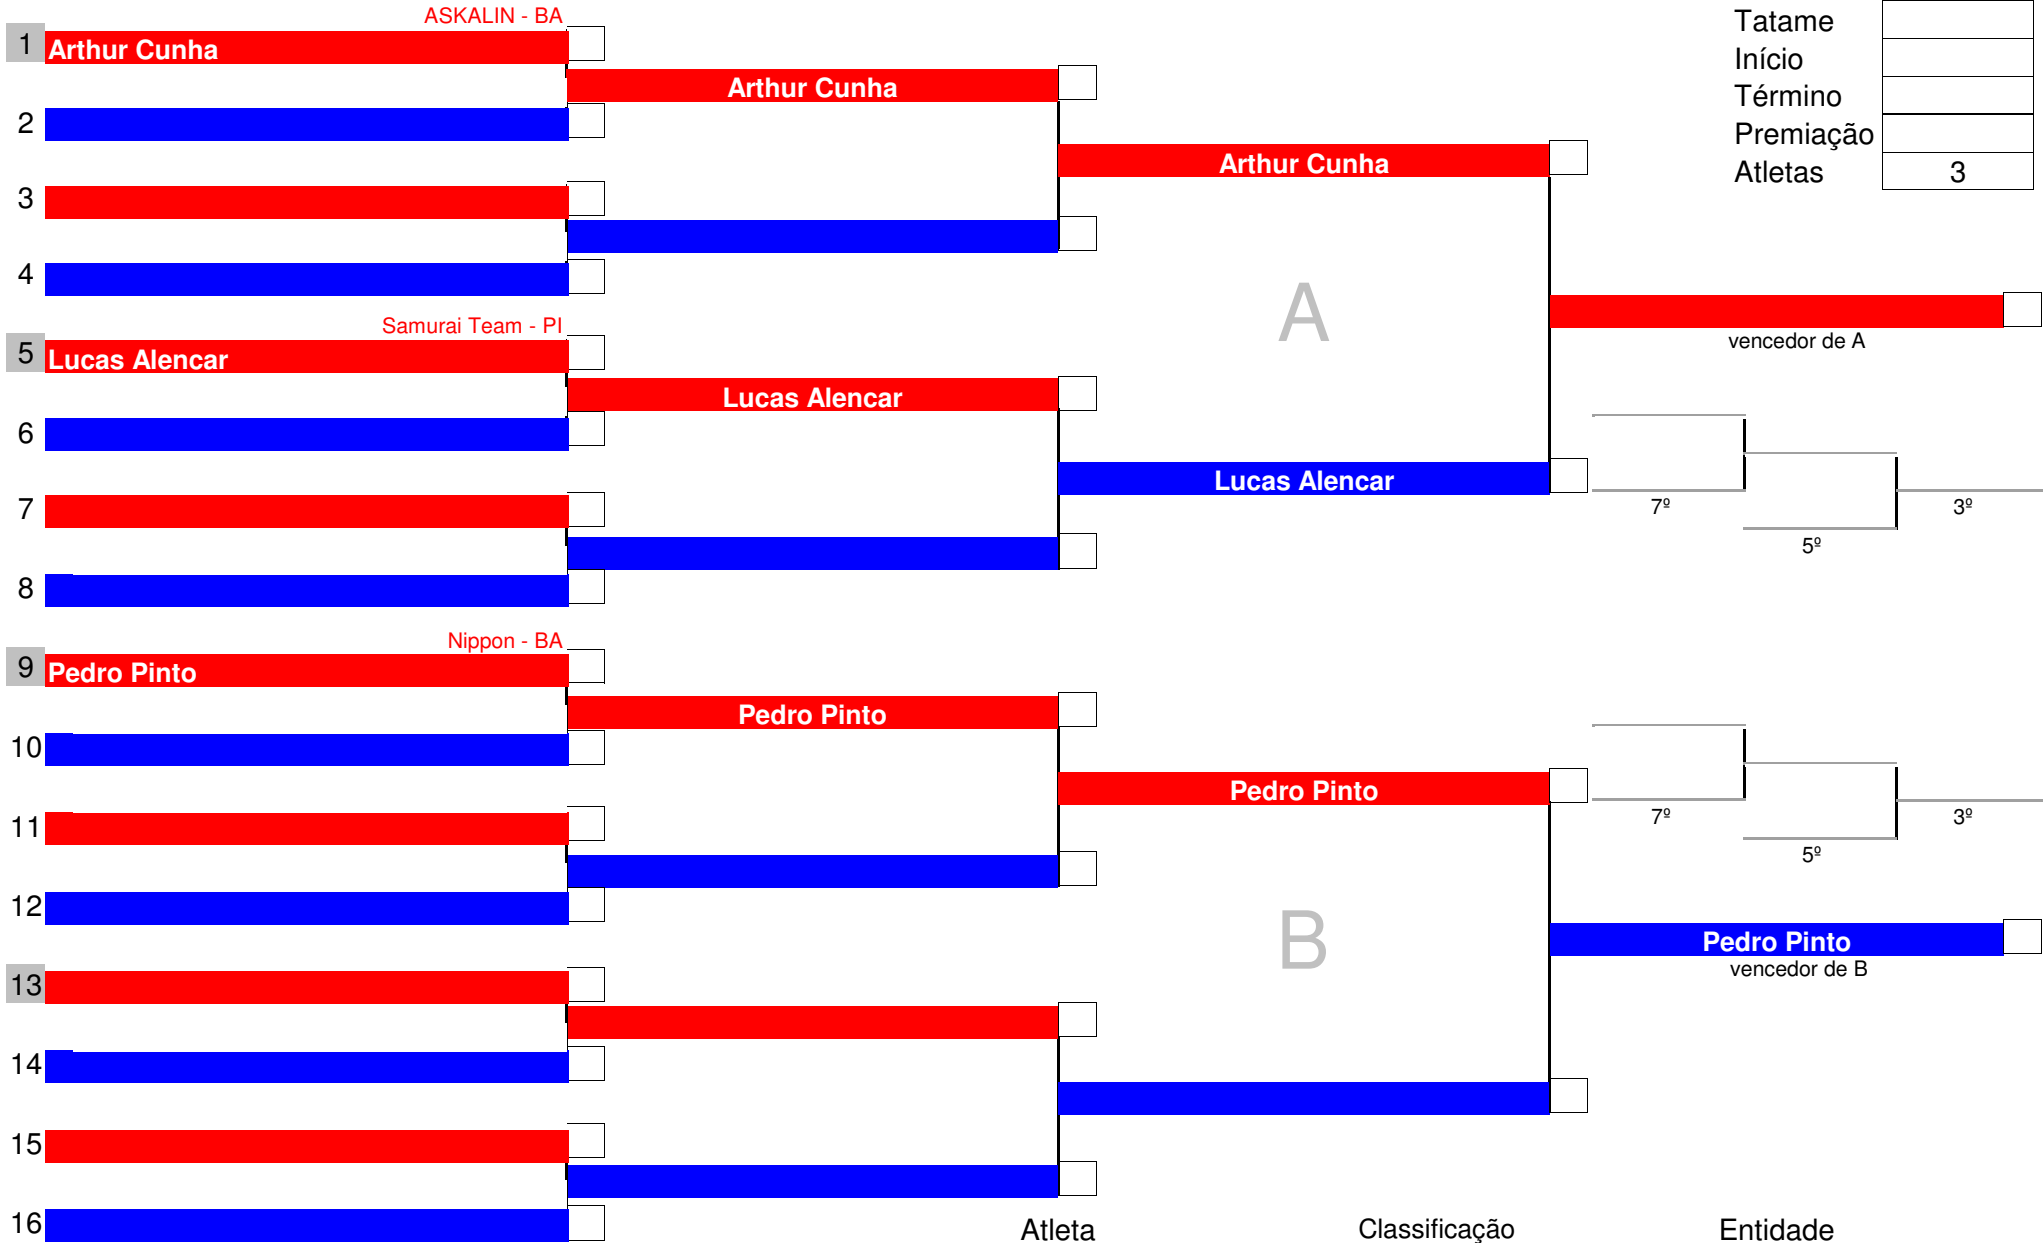 ASKALIN - BA
Tatame
1 Arthur Cunha
Início
Arthur Cunha
Término
2
Premiação
Arthur Cunha
Atletas 3
3
4
A
Samurai Team - PI
vencedor de A
5 Lucas Alencar
Lucas Alencar
6
Lucas Alencar
7
7º
3º
5º
8
Nippon - BA
9 Pedro Pinto
Pedro Pinto
10
Pedro Pinto
7º
3º
11
5º
12
B
Pedro Pinto
vencedor de B
13
14
15
16
Atleta Classificação Entidade